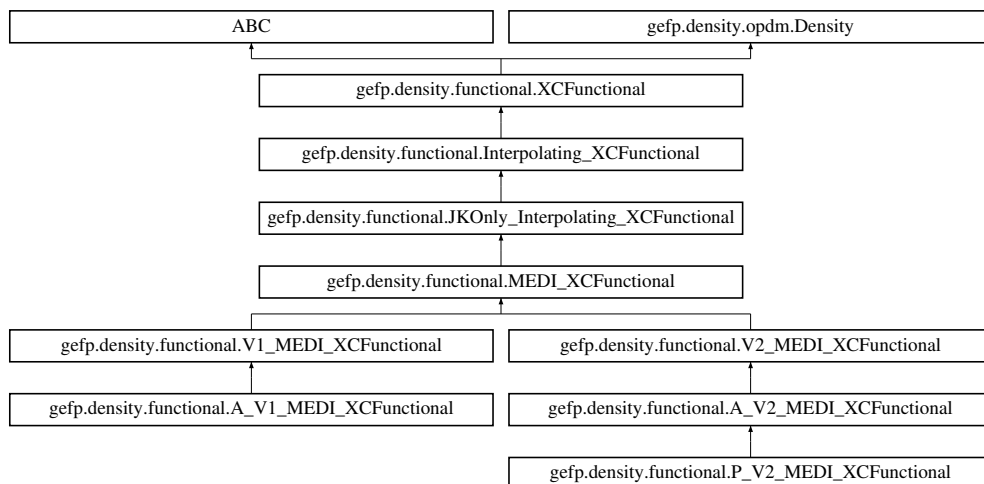 ABC
gefp.density.opdm.Density
gefp.density.functional.XCFunctional
gefp.density.functional.Interpolating_XCFunctional
gefp.density.functional.JKOnly_Interpolating_XCFunctional
gefp.density.functional.MEDI_XCFunctional
gefp.density.functional.V1_MEDI_XCFunctional
gefp.density.functional.V2_MEDI_XCFunctional
gefp.density.functional.A_V1_MEDI_XCFunctional
gefp.density.functional.A_V2_MEDI_XCFunctional
gefp.density.functional.P_V2_MEDI_XCFunctional